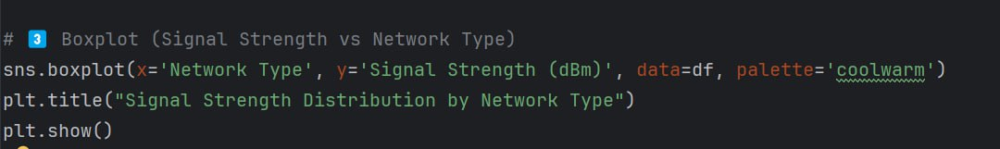 # 3️⃣ Boxplot (Signal Strength vs Network Type)
sns.boxplot(x='Network Type', y='Signal Strength (dBm)', data=df, palette='coolwarm')
plt.title("Signal Strength Distribution by Network Type")
plt.show()